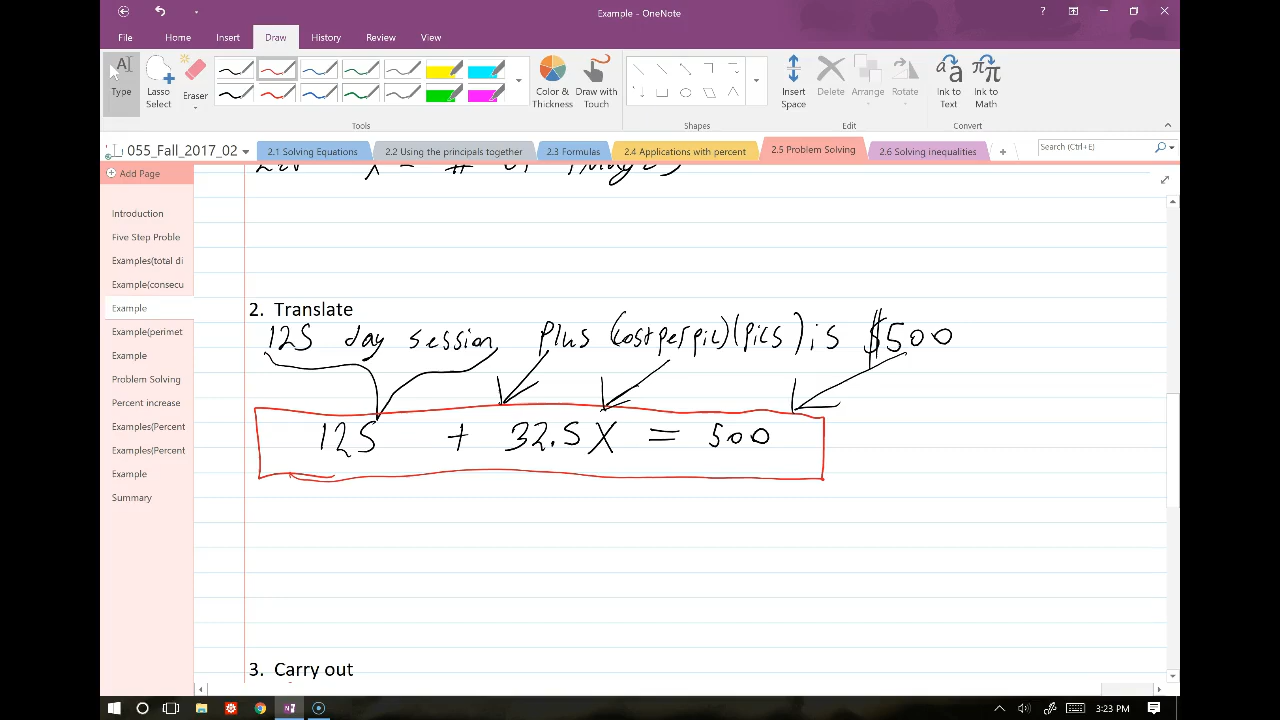 Example - OneNote
?
File Home Insert Draw History Review View
Type
Lasso Select
Eraser
Color & Thickness
Draw with Touch
Insert Space
Delete
Arrange
Rotate
Ink to Text
Ink to Math
Tools Shapes Edit Convert
055_Fall_2017_02
2.1 Solving Equations 2.2 Using the principals together 2.3 Formulas 2.4 Applications with percent 2.5 Problem Solving 2.6 Solving inequalities + Search (Ctrl+E)
Add Page
Introduction
Five Step Proble
Examples(total di
Example(consecu
Example
Example(perimet
Example
Problem Solving
Percent increase
Examples(Percent
Examples(Percent
Example
Summary
X = # of images
2. Translate
125 day session plus (cost per pic)(pics) is $500
125 + 32.5X = 500
3. Carry out
3:23 PM